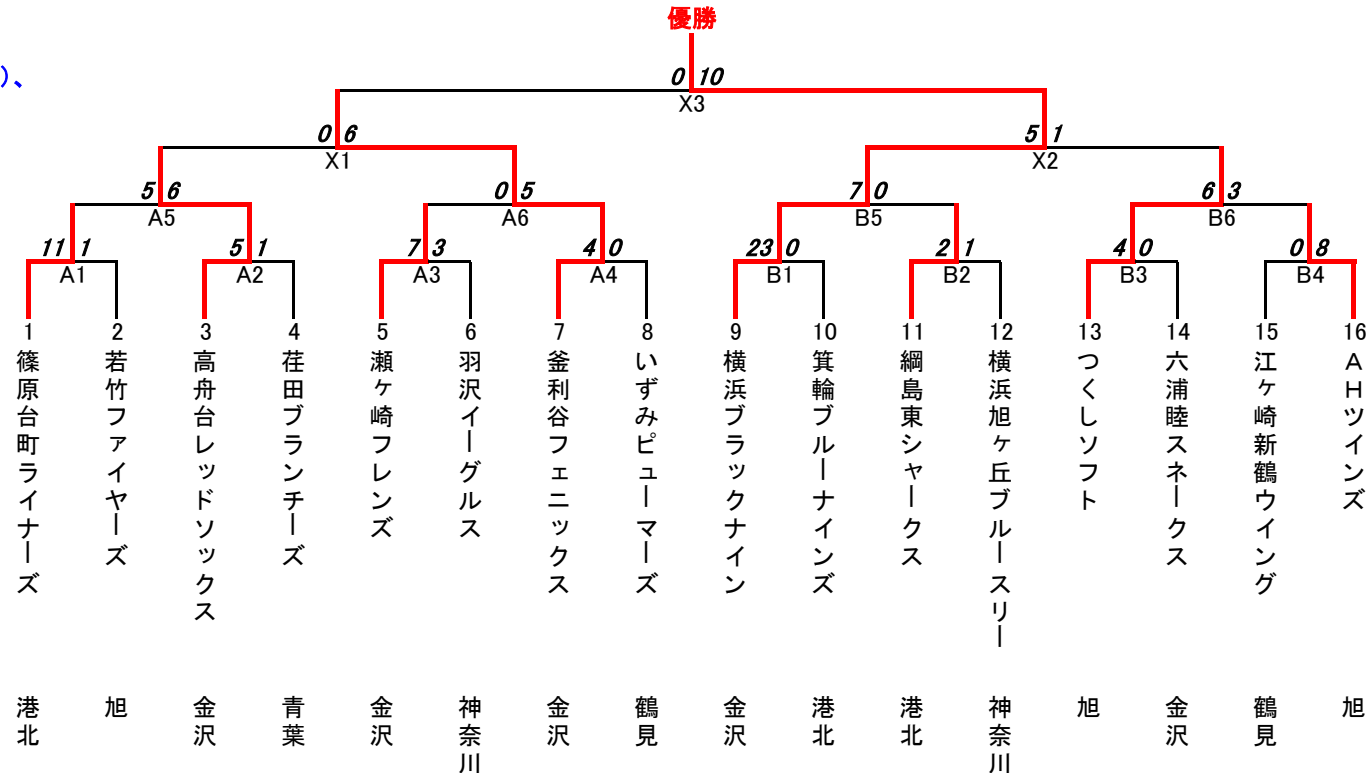 優勝
)、
0 10
X3
0 6
X1
5 1
X2
5 6
A5
0 5
A6
7 0
B5
6 3
B6
11 1
A1
5 1
A2
7 3
A3
4 0
A4
23 0
B1
2 1
B2
4 0
B3
0 8
B4
1
篠原台町ライナーズ
港北
2
若竹ファイヤーズ
旭
3
高舟台レッドソックス
金沢
4
荏田ブランチーズ
青葉
5
瀬ヶ崎フレンズ
金沢
6
羽沢イーグルス
神奈川
7
釜利谷フェニックス
金沢
8
いずみピューマーズ
鶴見
9
横浜ブラックナイン
金沢
10
箕輪ブルーナインズ
港北
11
綱島東シャークス
港北
12
横浜旭ヶ丘ブルースリー
神奈川
13
つくしソフト
旭
14
六浦睦スネークス
金沢
15
江ヶ崎新鶴ウイング
鶴見
16
AHツインズ
旭